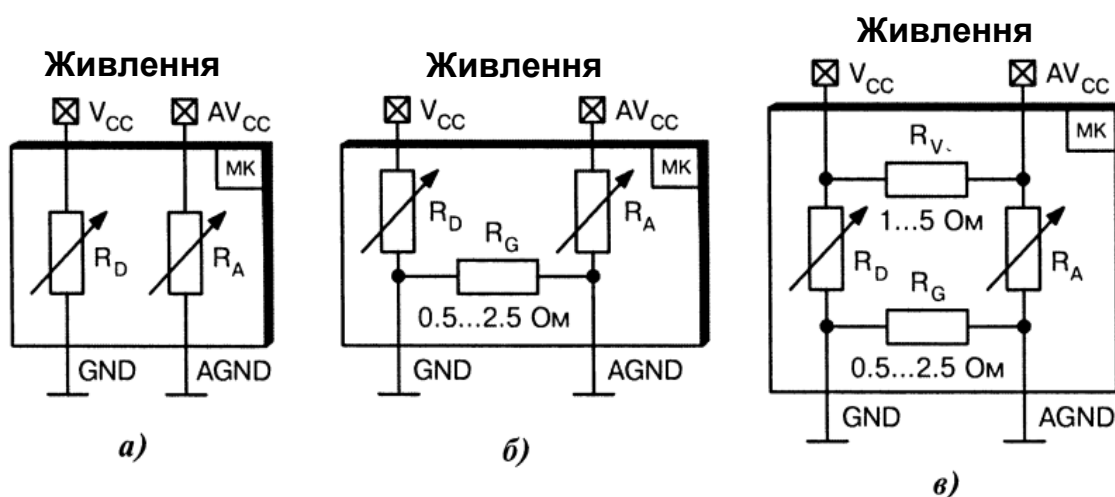 Живлення
V_CC AV_CC
МК
R_D R_A
GND AGND
а)
Живлення
V_CC AV_CC
МК
R_D R_A
R_G
0.5...2.5 Ом
GND AGND
б)
Живлення
V_CC AV_CC
МК
R_V
1...5 Ом
R_D R_A
R_G
0.5...2.5 Ом
GND AGND
в)